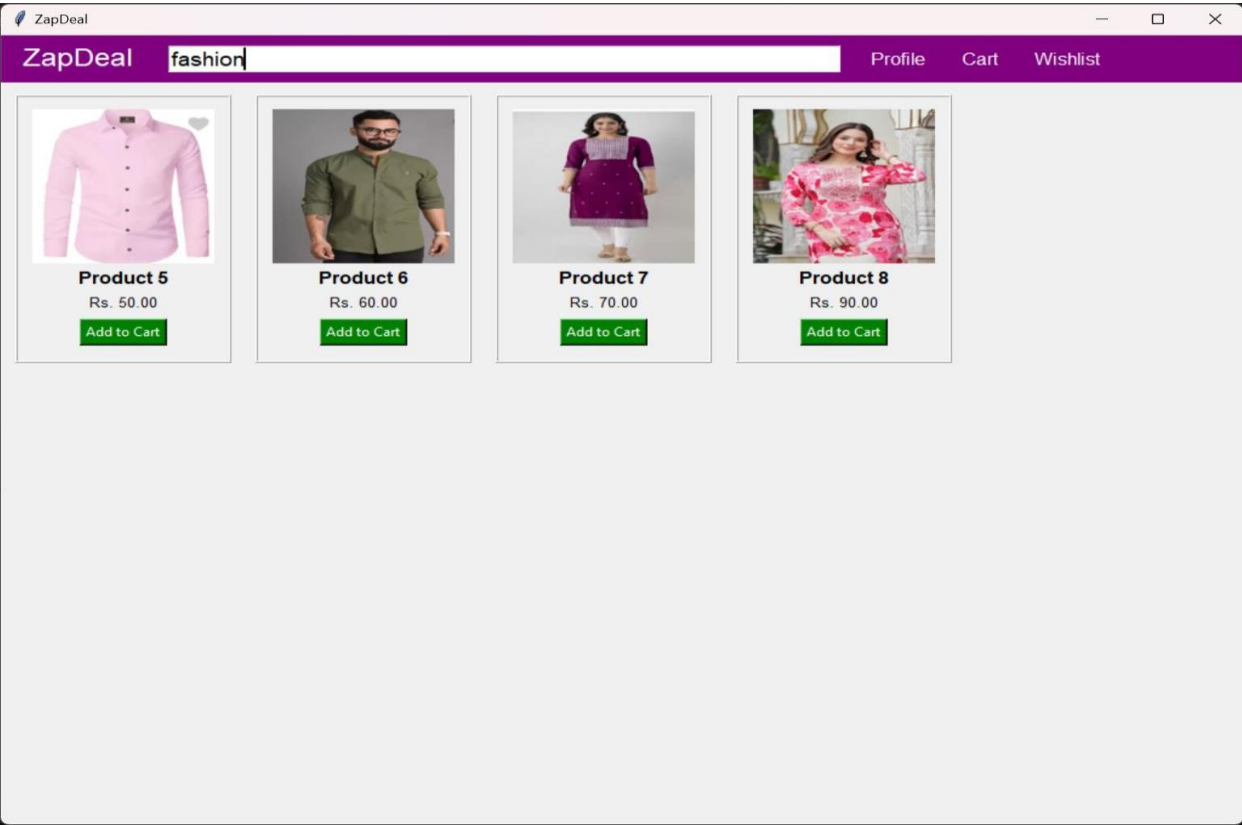 ZapDeal
ZapDeal fashion Profile Cart Wishlist
Product 5 Product 6 Product 7 Product 8
Rs. 50.00 Rs. 60.00 Rs. 70.00 Rs. 90.00
Add to Cart Add to Cart Add to Cart Add to Cart